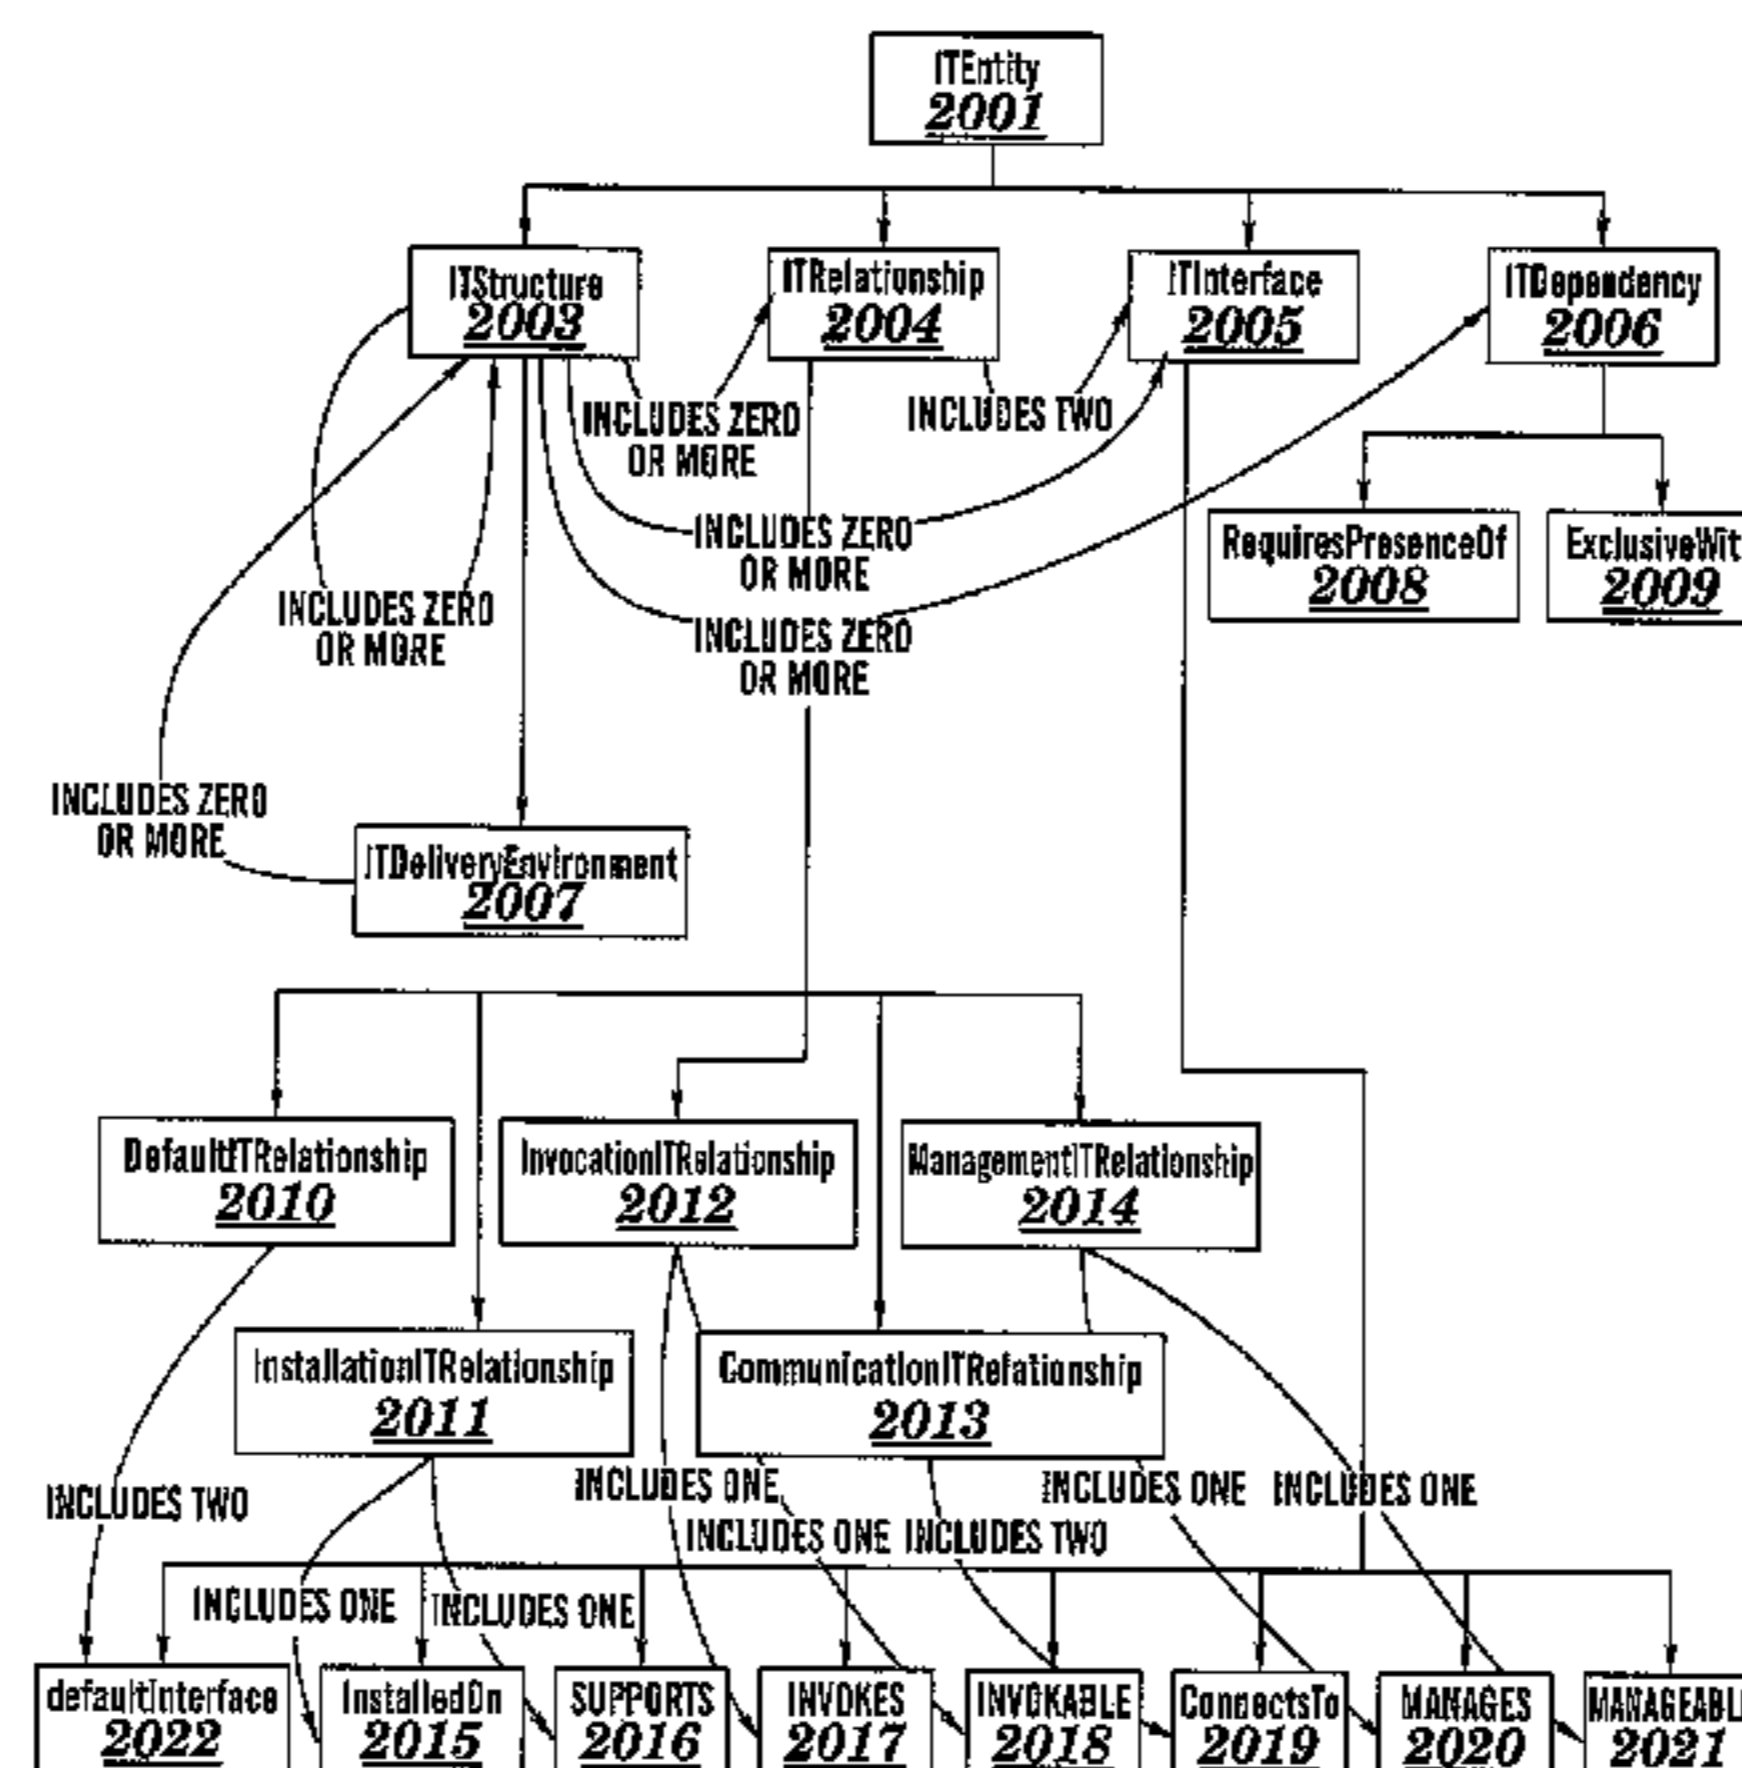 ITEntity
2001
ITStructure
2003
ITRelationship
2004
ITInterface
2005
ITDependency
2006
INCLUDES ZERO
OR MORE
INCLUDES TWO
INCLUDES ZERO
OR MORE
RequiresPresenceOf
2008
ExclusiveWit
2009
INCLUDES ZERO
OR MORE
INCLUDES ZERO
OR MORE
INCLUDES ZERO
OR MORE
ITDeliveryEnvironment
2007
DefaultITRelationship
2010
InvocationITRelationship
2012
ManagementITRelationship
2014
InstallationITRelationship
2011
CommunicationITRelationship
2013
INCLUDES TWO
INCLUDES ONE
INCLUDES ONE
INCLUDES ONE
INCLUDES ONE
INCLUDES TWO
INCLUDES ONE
INCLUDES ONE
defaultInterface
2022
InstalledOn
2015
SUPPORTS
2016
INVOKES
2017
INVOKABLE
2018
ConnectsTo
2019
MANAGES
2020
MANAGEABL
2021